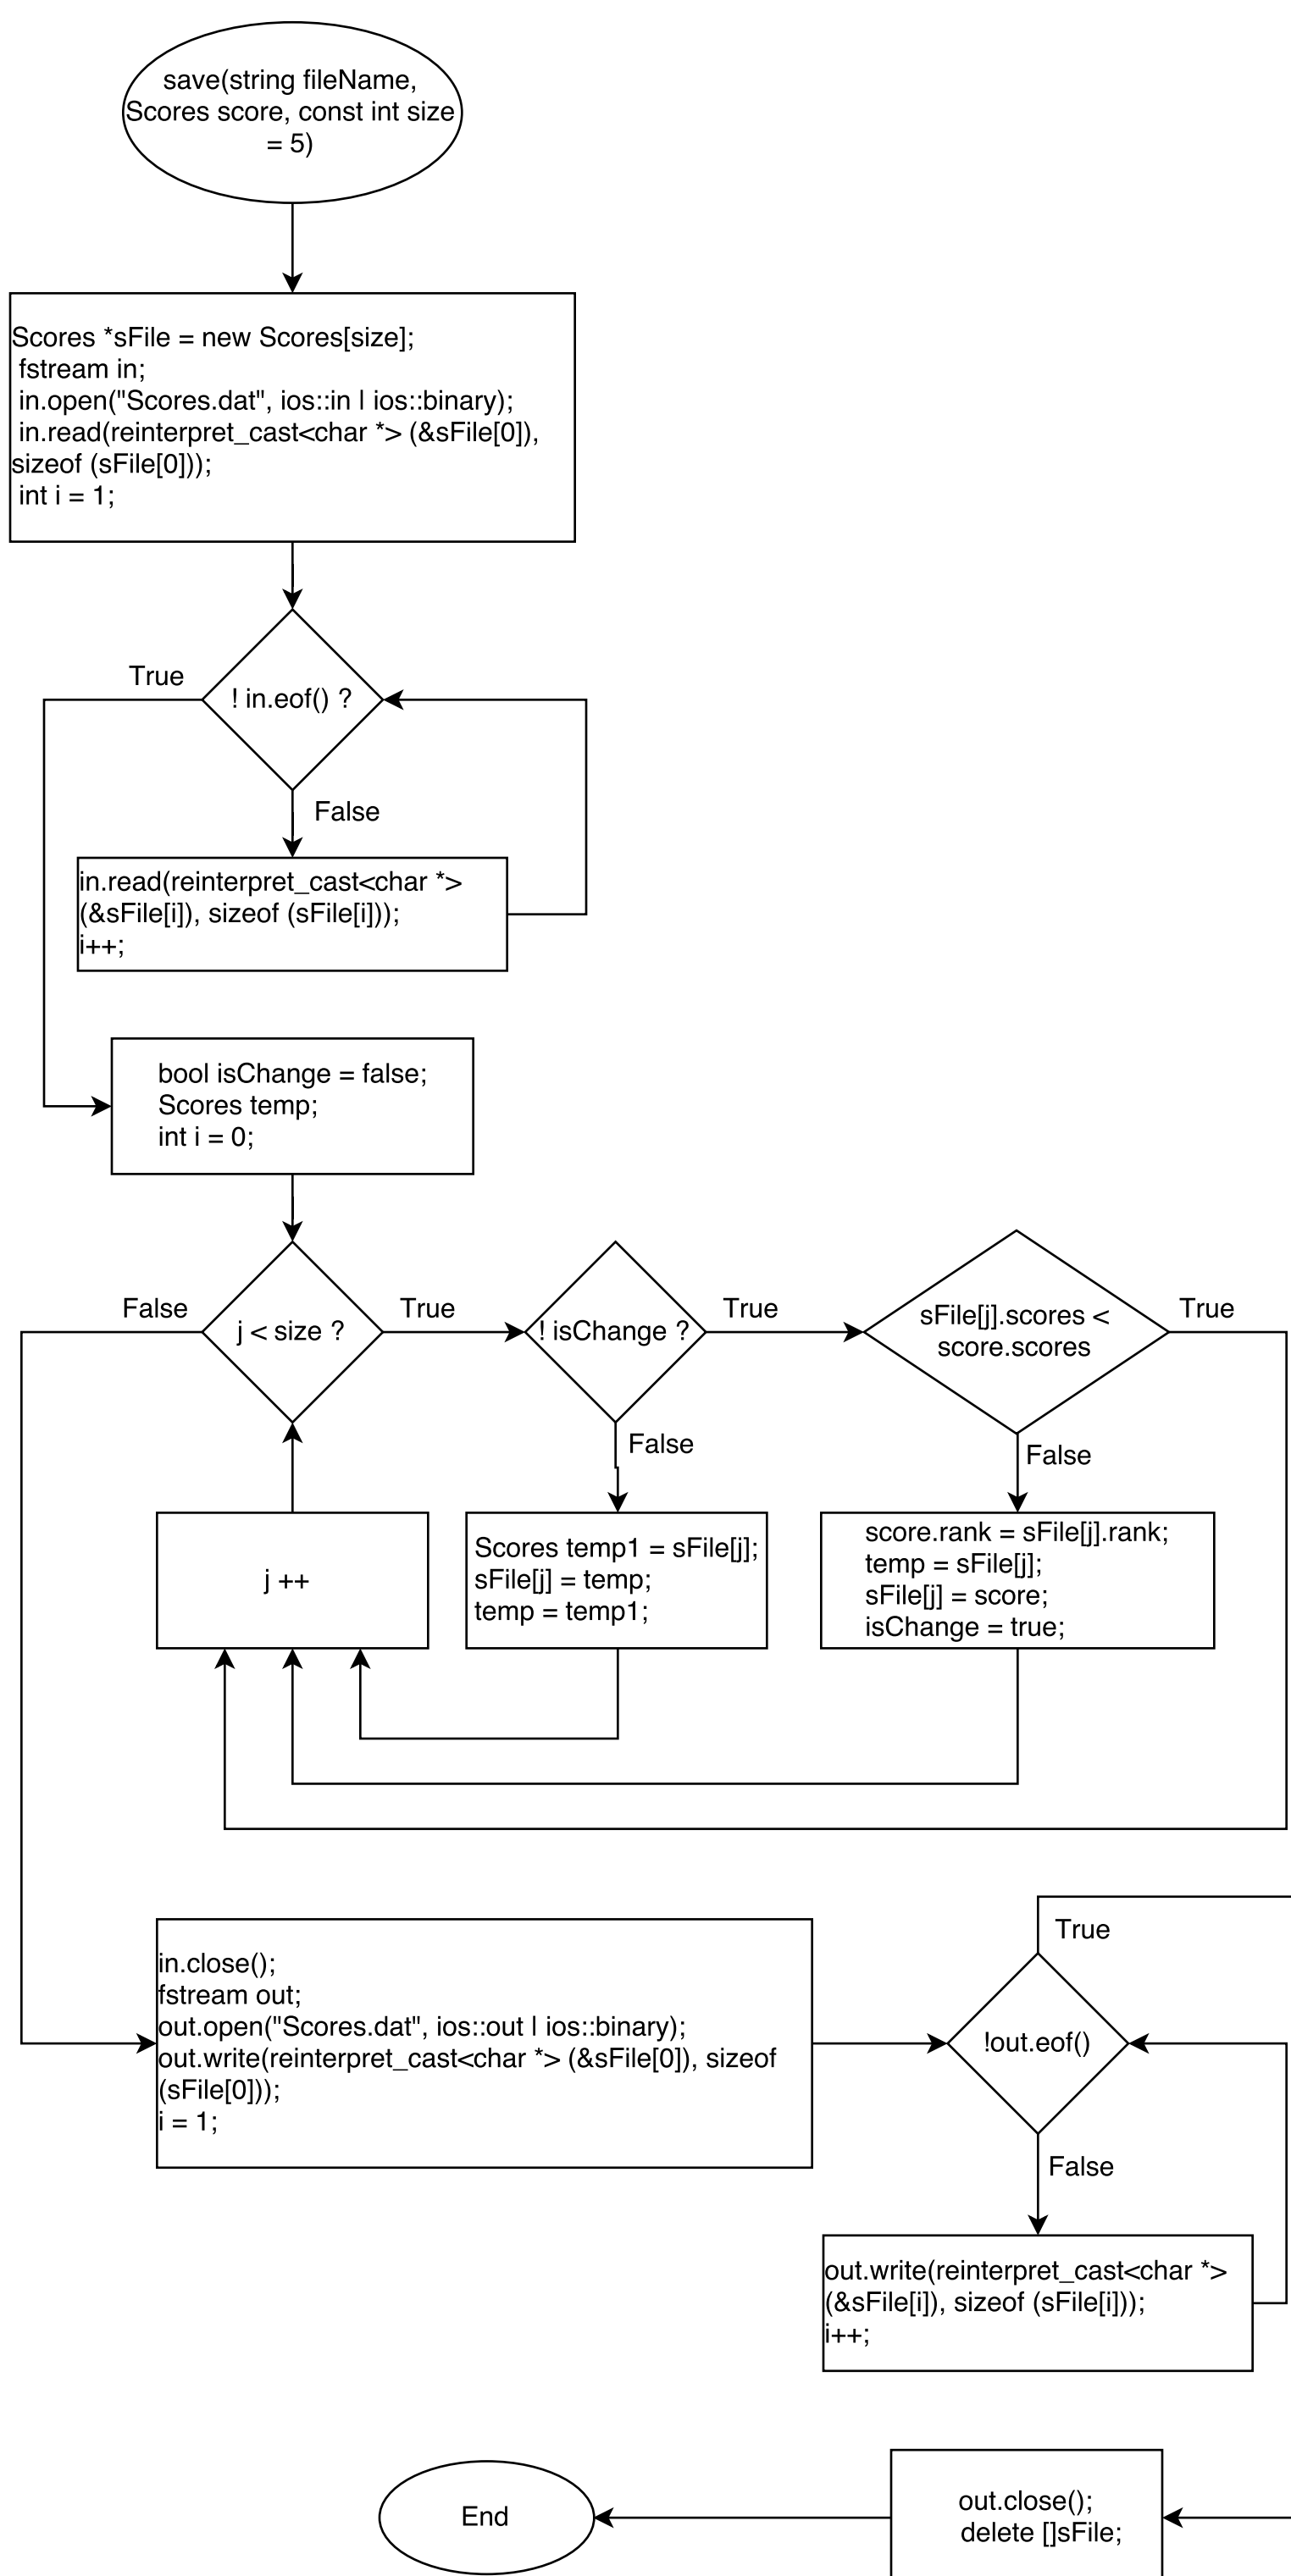 save(string fileName,
Scores score, const int size
= 5)
Scores *sFile = new Scores[size];
fstream in;
in.open("Scores.dat", ios::in | ios::binary);
in.read(reinterpret_cast<char *> (&sFile[0]),
sizeof (sFile[0]));
int i = 1;
True
! in.eof() ?
False
in.read(reinterpret_cast<char *>
(&sFile[i]), sizeof (sFile[i]));
i++;
bool isChange = false;
Scores temp;
int i = 0;
False
j < size ?
True
! isChange ?
True
sFile[j].scores <
score.scores
True
False
False
j ++
Scores temp1 = sFile[j];
sFile[j] = temp;
temp = temp1;
score.rank = sFile[j].rank;
temp = sFile[j];
sFile[j] = score;
isChange = true;
in.close();
fstream out;
out.open("Scores.dat", ios::out | ios::binary);
out.write(reinterpret_cast<char *> (&sFile[0]), sizeof
(sFile[0]));
i = 1;
True
!out.eof()
False
out.write(reinterpret_cast<char *>
(&sFile[i]), sizeof (sFile[i]));
i++;
End
out.close();
delete []sFile;